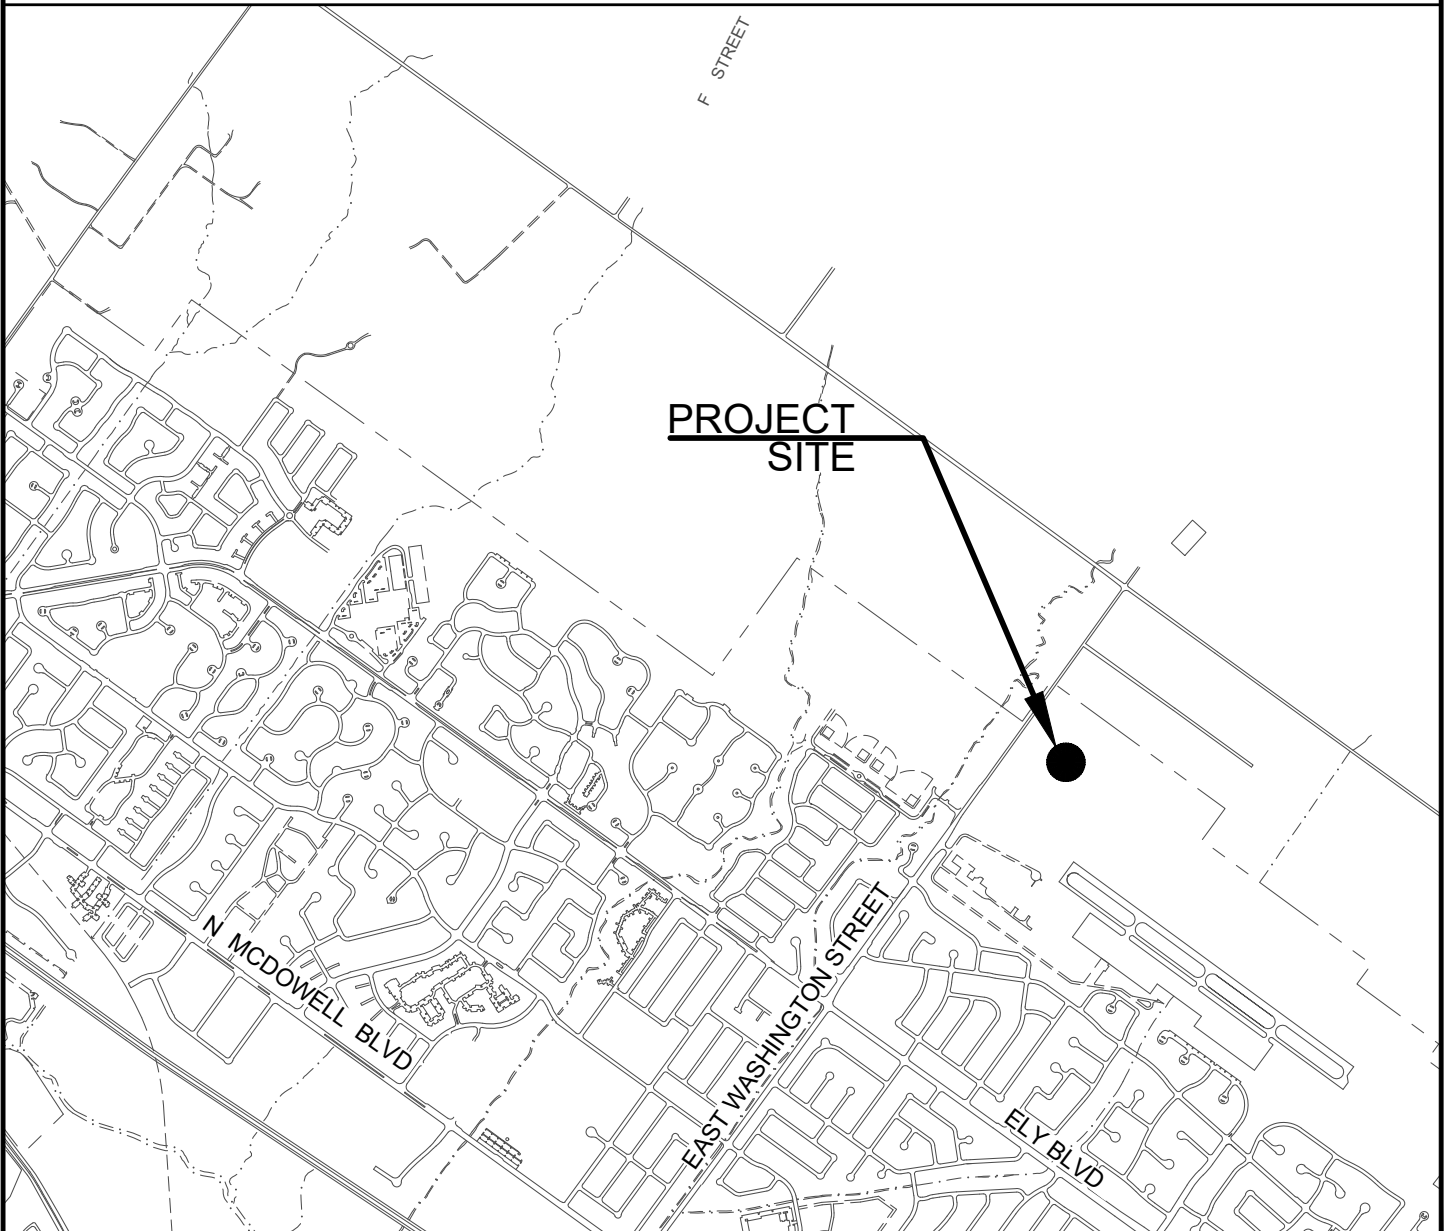 F STREET
PROJECT
SITE
N MCDOWELL BLVD
EAST WASHINGTON STREET
ELY BLVD